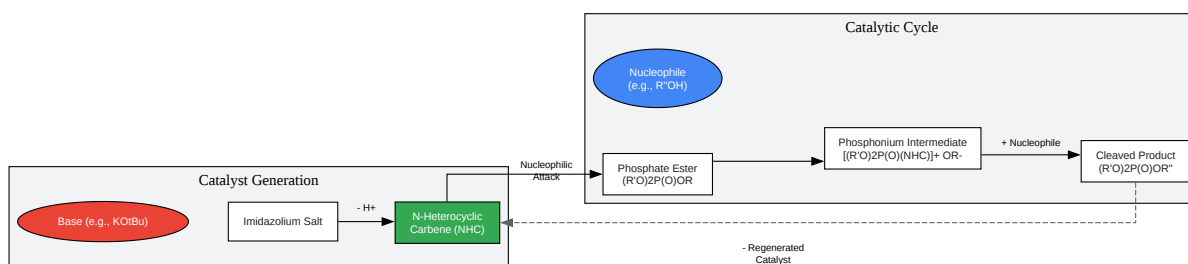 Catalytic Cycle
Nucleophile
(e.g., R"OH)
Phosphonium Intermediate
[(R'O)2P(O)(NHC)]+ OR-
+ Nucleophile
Cleaved Product
(R'O)2P(O)OR"
Nucleophilic
Attack
Phosphate Ester
(R'O)2P(O)OR
Catalyst Generation
Base (e.g., KOtBu)
Imidazolium Salt
- H+
N-Heterocyclic
Carbene (NHC)
- Regenerated
Catalyst